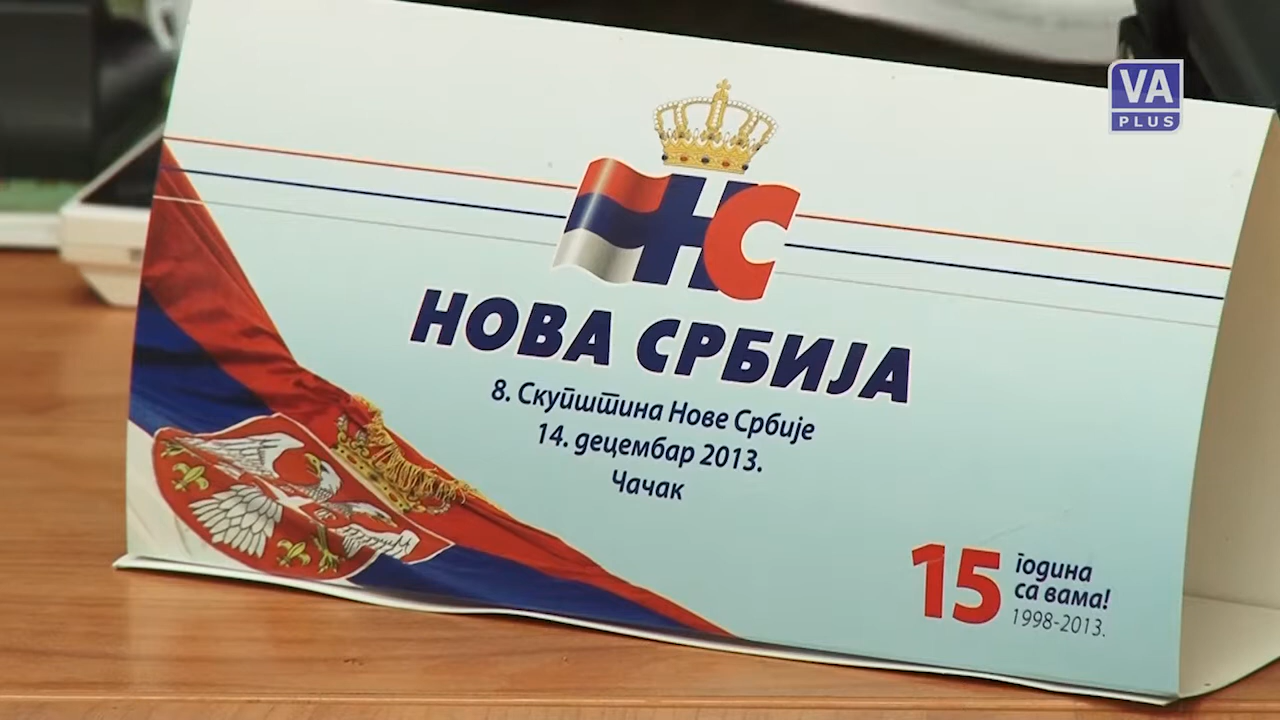 VA
PLUS
НС
НОВА СРБИЈА
8. Скупштина Нове Србије
14. децембар 2013.
Чачак
15 година
са вама!
1998-2013.